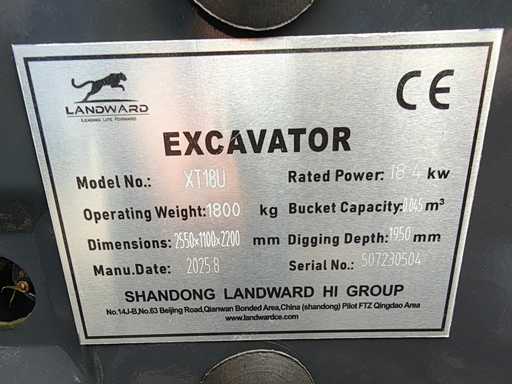 LANDWARD
LEADING LIFE FORWARD
CE
EXCAVATOR
Model No.: XT18U
Rated Power: 18.4 kw
Operating Weight: 1800 kg
Bucket Capacity: 0.045 m³
Dimensions: 2550×1100×2200 mm
Digging Depth: 1950 mm
Manu.Date: 2025.8
Serial No.: 507230504
SHANDONG LANDWARD HI GROUP
No.14J-B,No.63 Beijing Road,Qianwan Bonded Area,China (shandong) Pilot FTZ Qingdao Area
www.landwardce.com